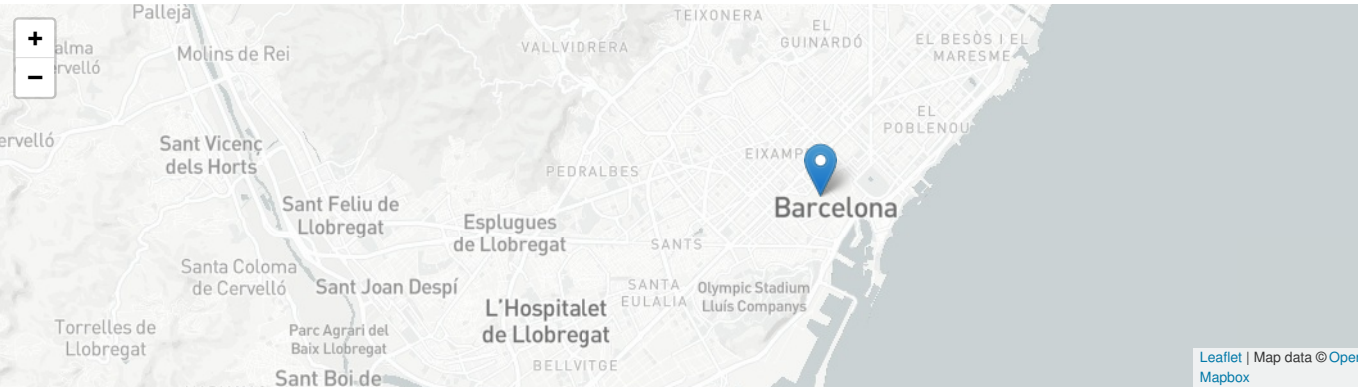 Pallejà
TEIXONERA
EL
GUINARDÓ
EL BESÒS I EL
MARESME
+
−
alma
ervelló
Molins de Rei
VALLVIDRERA
EL
POBLENOU
ervelló
Sant Vicenç
dels Horts
EIXAMP
PEDRALBES
Barcelona
Sant Feliu de
Llobregat
Esplugues
de Llobregat
SANTS
Santa Coloma
de Cervelló
Sant Joan Despí
SANTA
EULÀLIA
Olympic Stadium
Lluís Companys
L'Hospitalet
de Llobregat
Torrelles de
Llobregat
Parc Agrari del
Baix Llobregat
BELLVITGE
Sant Boi de
Leaflet | Map data © Open
Mapbox